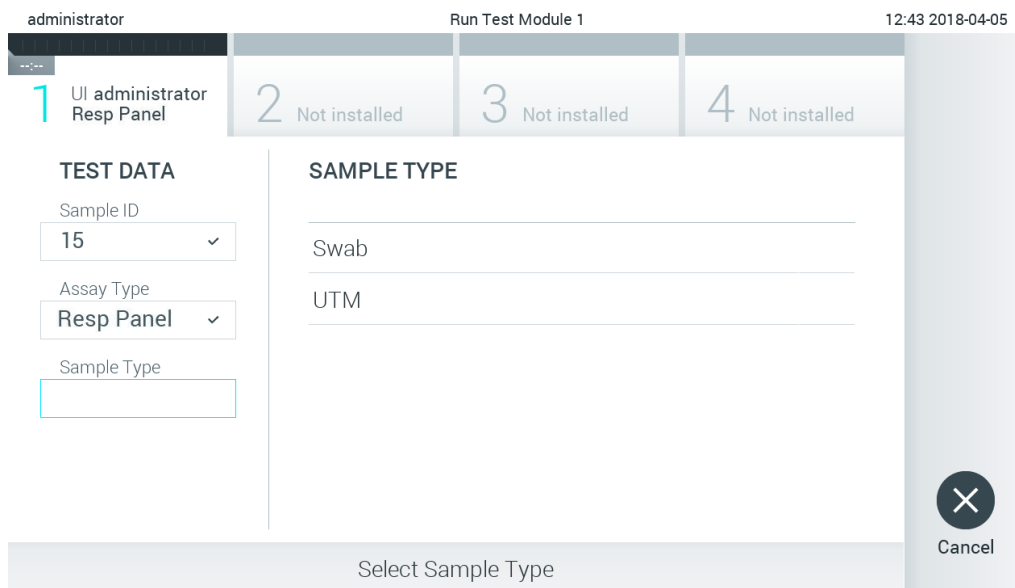 administrator
Run Test Module 1
12:43 2018-04-05
--:--
1 UI administrator
Resp Panel
2 Not installed
3 Not installed
4 Not installed
TEST DATA
Sample ID
15
Assay Type
Resp Panel
Sample Type
SAMPLE TYPE
Swab
UTM
Cancel
Select Sample Type